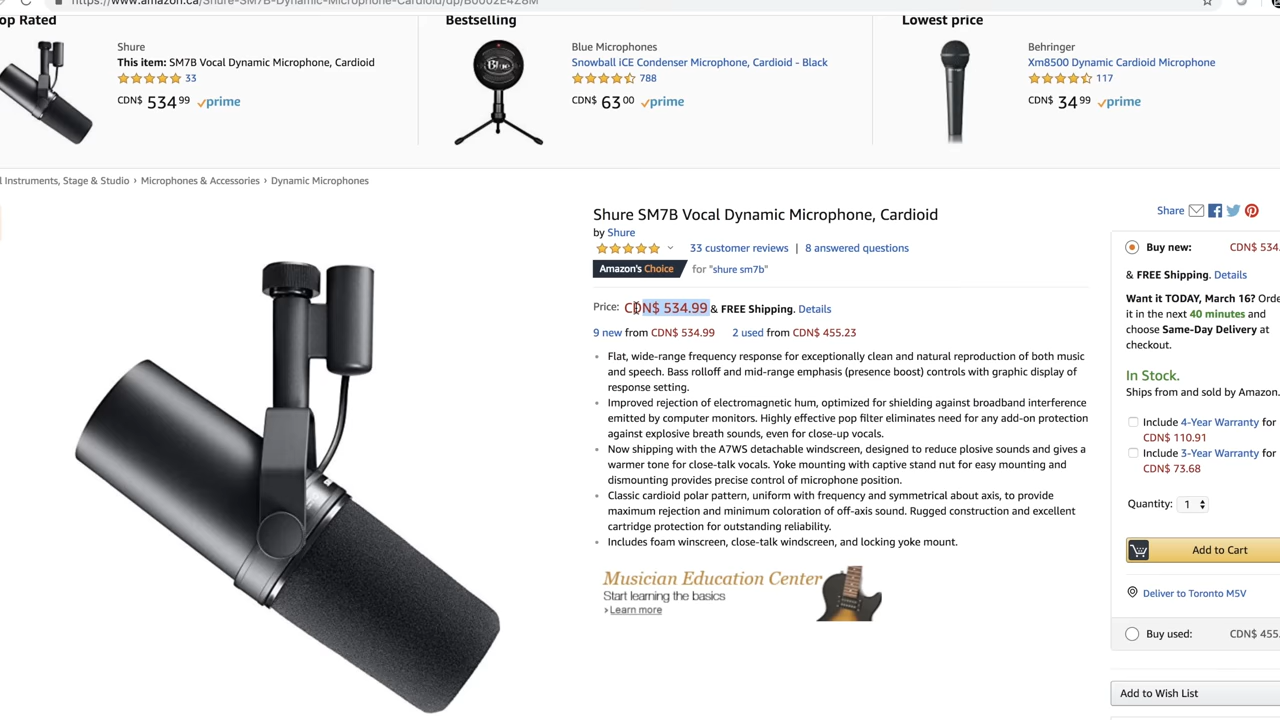 https://www.amazon.ca/Shure-SM7B-Dynamic-Microphone-Cardioid/dp/B0002E4Z8M
op Rated
Bestselling
Lowest price
Shure
This item: SM7B Vocal Dynamic Microphone, Cardioid
33
CDN$ 534 99 prime
Blue Microphones
Snowball iCE Condenser Microphone, Cardioid - Black
788
CDN$ 63 00 prime
Behringer
Xm8500 Dynamic Cardioid Microphone
117
CDN$ 34 99 prime
l Instruments, Stage & Studio › Microphones & Accessories › Dynamic Microphones
Shure SM7B Vocal Dynamic Microphone, Cardioid
by Shure
33 customer reviews | 8 answered questions
Amazon's Choice for "shure sm7b"
Price: CDN$ 534.99 & FREE Shipping. Details
9 new from CDN$ 534.99 2 used from CDN$ 455.23
• Flat, wide-range frequency response for exceptionally clean and natural reproduction of both music
and speech. Bass rolloff and mid-range emphasis (presence boost) controls with graphic display of
response setting.
• Improved rejection of electromagnetic hum, optimized for shielding against broadband interference
emitted by computer monitors. Highly effective pop filter eliminates need for any add-on protection
against explosive breath sounds, even for close-up vocals.
• Now shipping with the A7WS detachable windscreen, designed to reduce plosive sounds and gives a
warmer tone for close-talk vocals. Yoke mounting with captive stand nut for easy mounting and
dismounting provides precise control of microphone position.
• Classic cardioid polar pattern, uniform with frequency and symmetrical about axis, to provide
maximum rejection and minimum coloration of off-axis sound. Rugged construction and excellent
cartridge protection for outstanding reliability.
• Includes foam winscreen, close-talk windscreen, and locking yoke mount.
Musician Education Center
Start learning the basics
› Learn more
Share
Buy new: CDN$ 534.
& FREE Shipping. Details
Want it TODAY, March 16? Orde
it in the next 40 minutes and
choose Same-Day Delivery at
checkout.
In Stock.
Ships from and sold by Amazon.
Include 4-Year Warranty for
CDN$ 110.91
Include 3-Year Warranty for
CDN$ 73.68
Quantity: 1
Add to Cart
Deliver to Toronto M5V
Buy used: CDN$ 455.
Add to Wish List